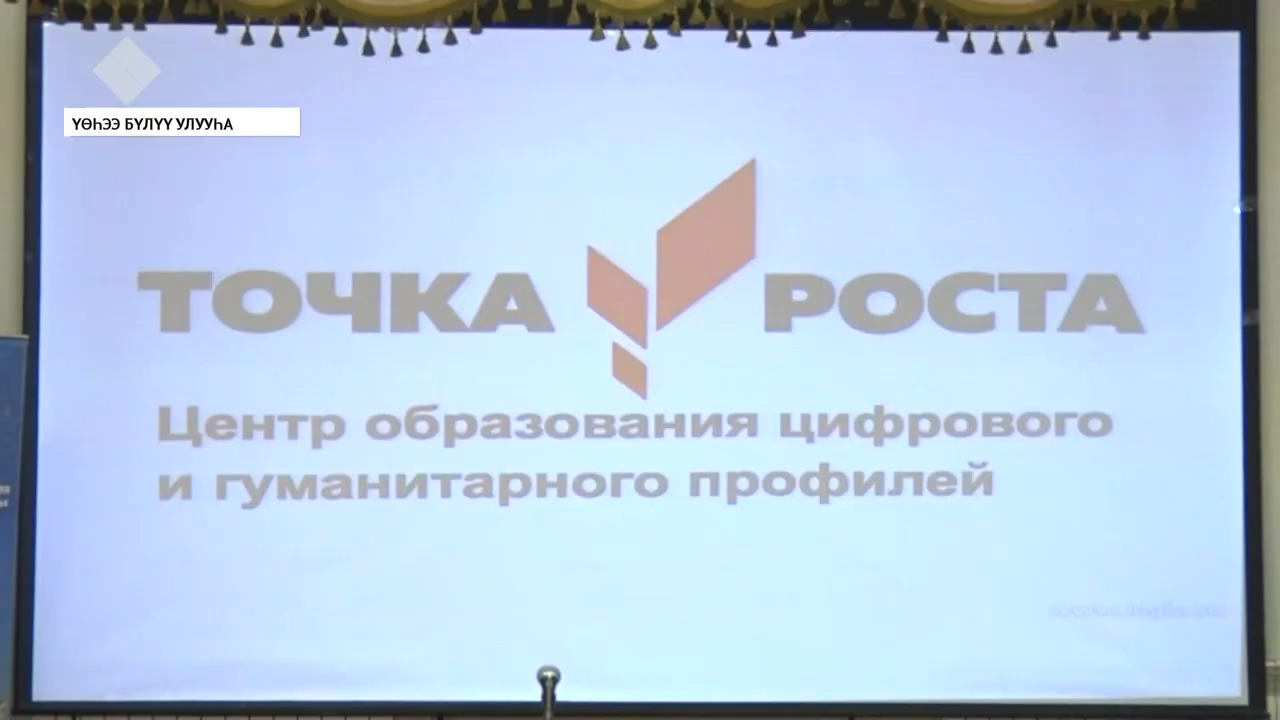 ҮӨҺЭЭ БҮЛҮҮ УЛУУҺА
ТОЧКА РОСТА
Центр образования цифрового
и гуманитарного профилей